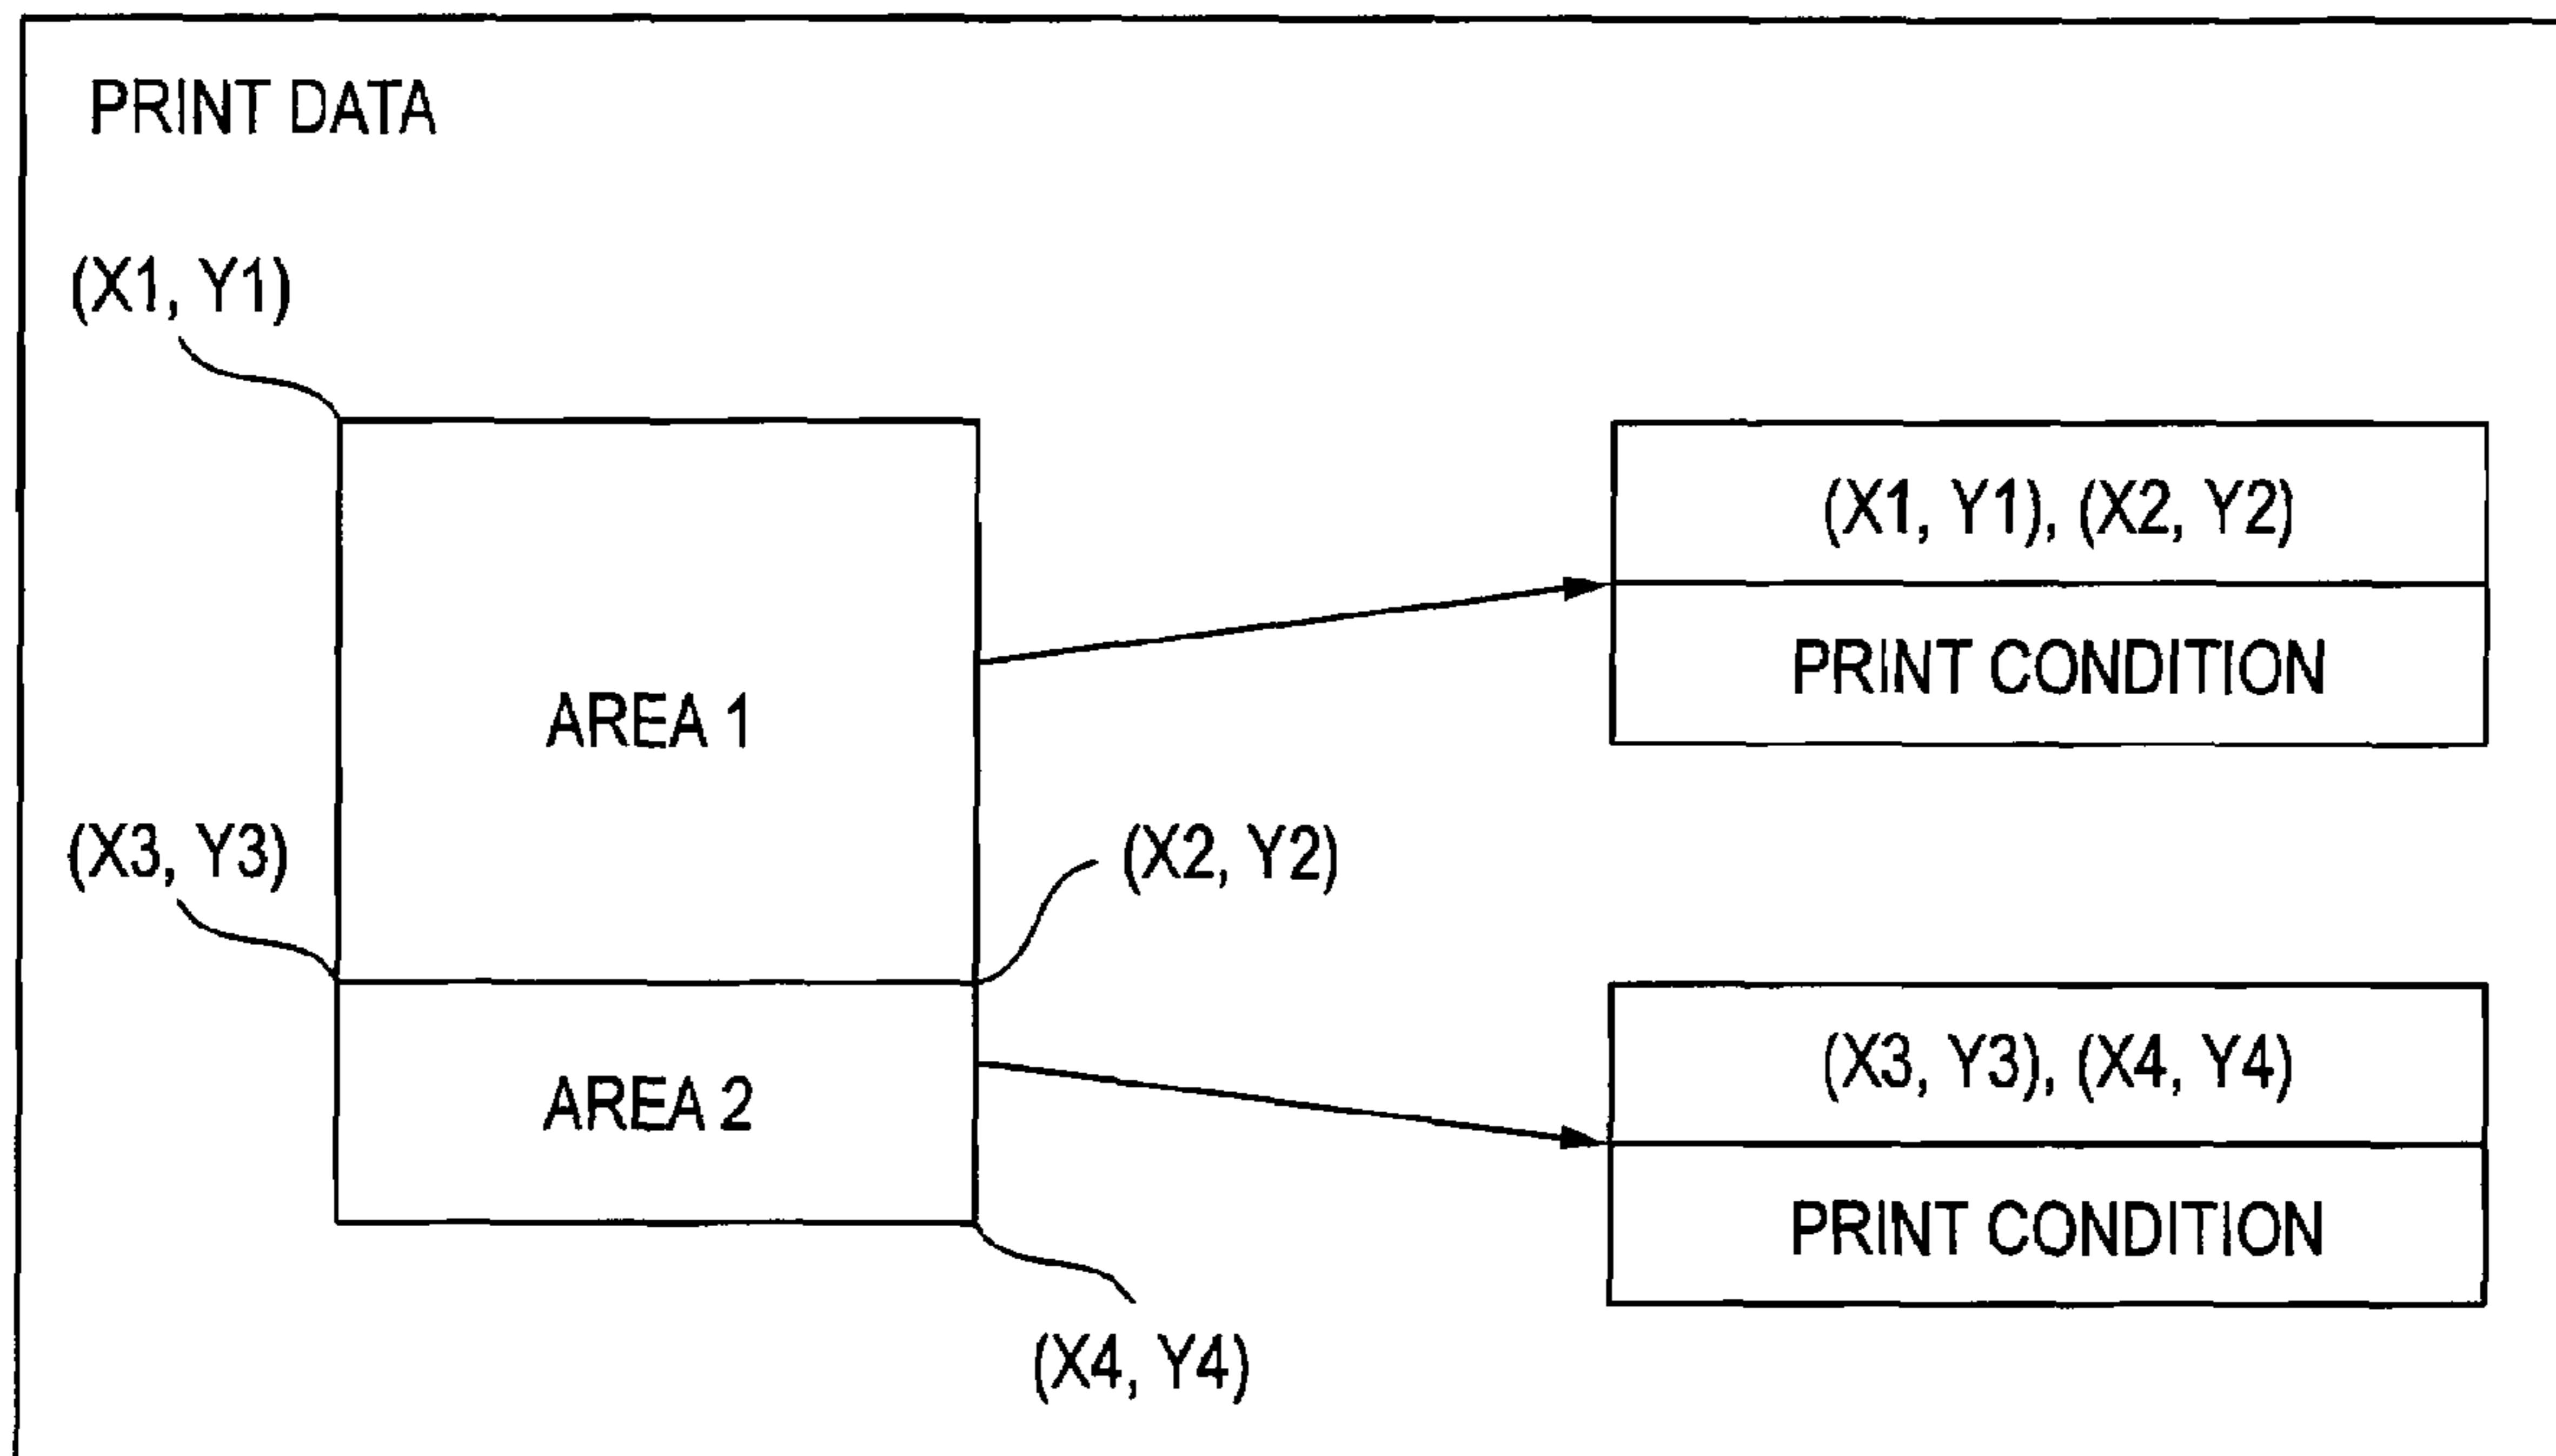 PRINT DATA
(X1, Y1)
(X1, Y1), (X2, Y2)
PRINT CONDITION
AREA 1
(X3, Y3)
(X2, Y2)
(X3, Y3), (X4, Y4)
AREA 2
PRINT CONDITION
(X4, Y4)